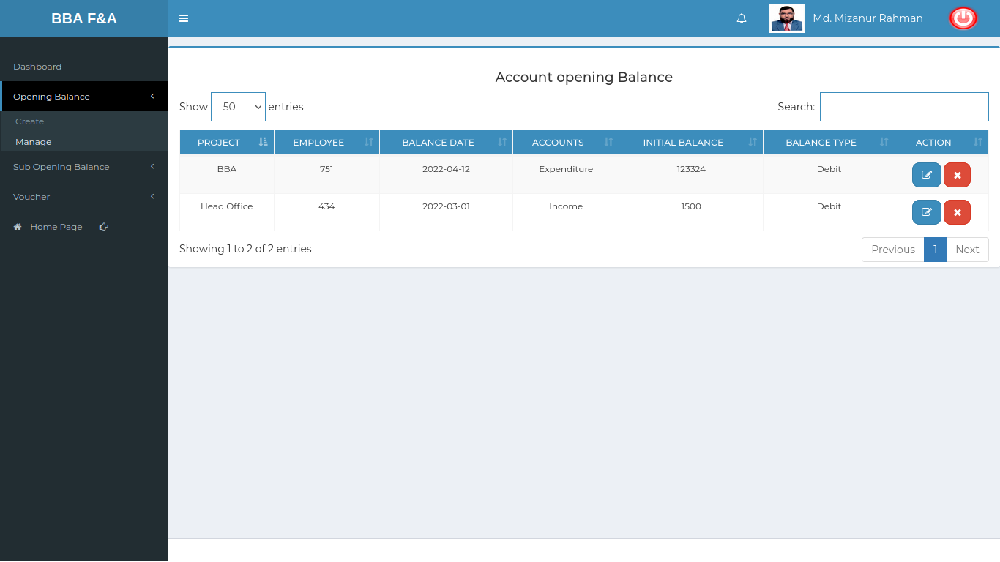 BBA F&A
Md. Mizanur Rahman
Dashboard
Opening Balance
Create
Manage
Sub Opening Balance
Voucher
Home Page
Account opening Balance
Show 50 entries
Search:
PROJECT EMPLOYEE BALANCE DATE ACCOUNTS INITIAL BALANCE BALANCE TYPE ACTION
BBA 751 2022-04-12 Expenditure 123324 Debit
Head Office 434 2022-03-01 Income 1500 Debit
Showing 1 to 2 of 2 entries
Previous 1 Next